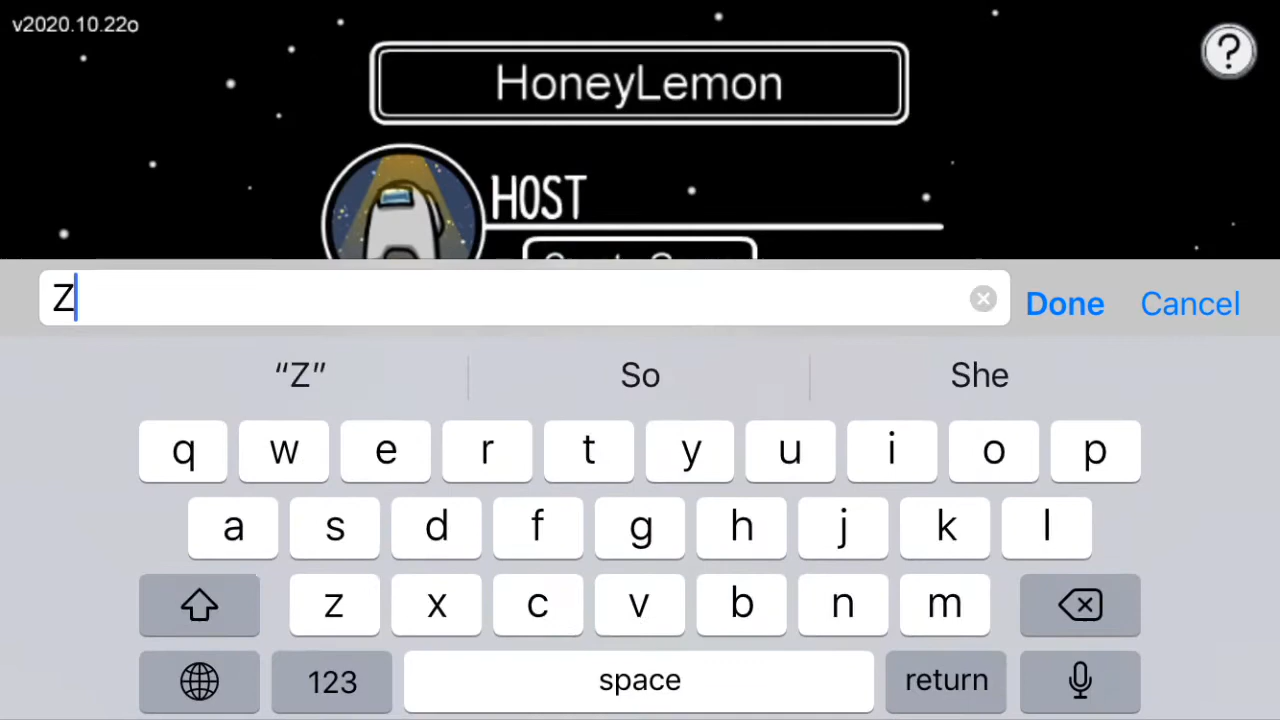 v2020.10.22o
?
HoneyLemon
HOST
Z
Done
Cancel
“Z”
So
She
q w e r t y u i o p
a s d f g h j k l
z x c v b n m
123
space
return